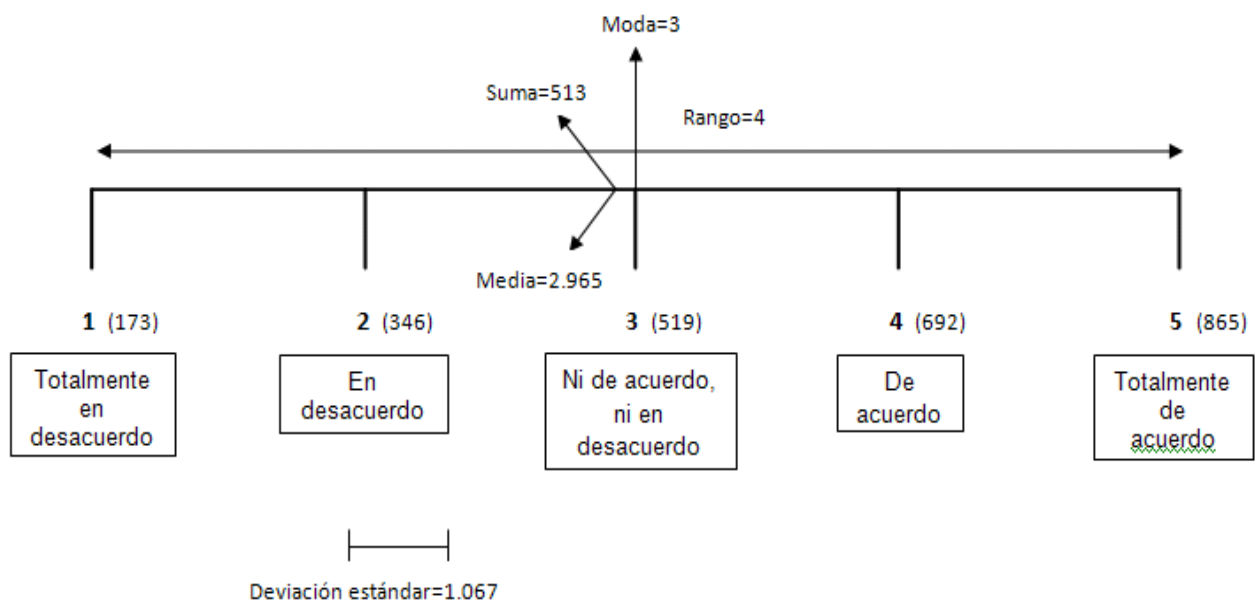 Moda=3
Suma=513
Rango=4
Media=2.965
1 (173)
2 (346)
3 (519)
4 (692)
5 (865)
Totalmente
en
desacuerdo
En
desacuerdo
Ni de acuerdo,
ni en
desacuerdo
De
acuerdo
Totalmente
de
acuerdo
Deviación estándar=1.067